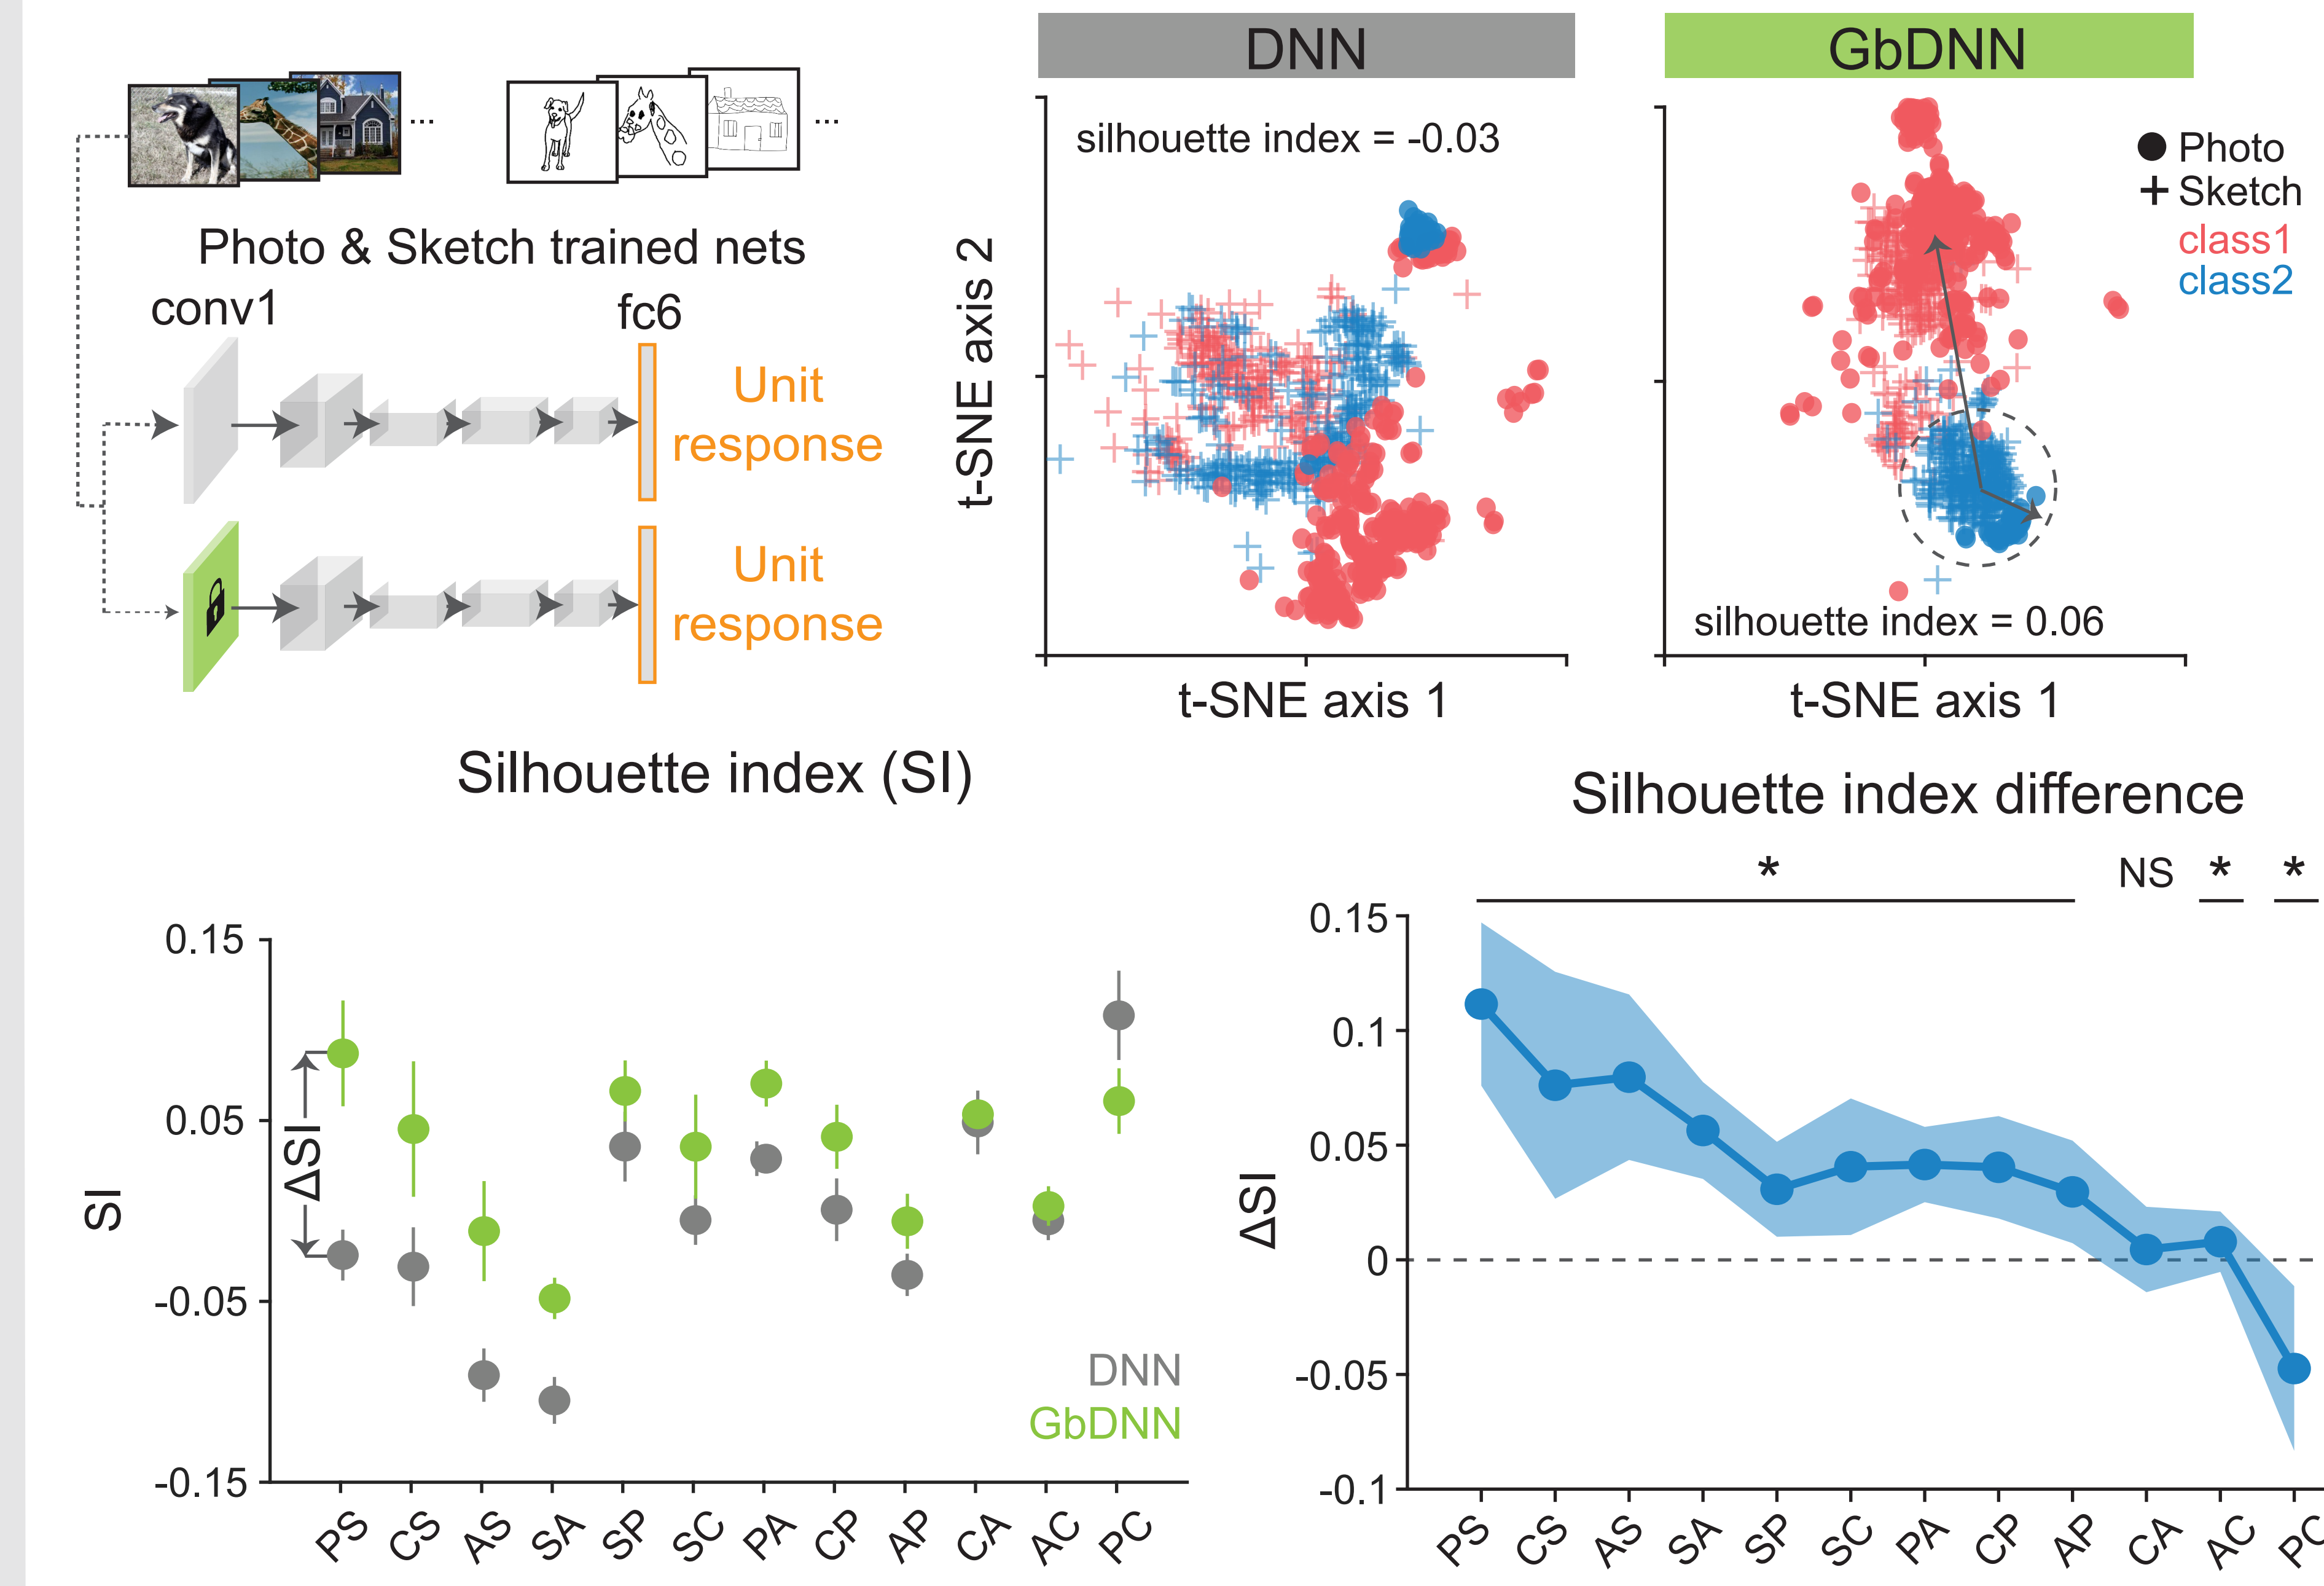 ...
...
Photo & Sketch trained nets
conv1
fc6
Unit
response
Unit
response
DNN
silhouette index = -0.03
t-SNE axis 2
t-SNE axis 1
GbDNN
Photo
Sketch
class1
class2
silhouette index = 0.06
t-SNE axis 1
Silhouette index (SI)
0.15
0.05
-0.05
-0.15
SI
ΔSI
DNN
GbDNN
PS
CS
AS
SA
SP
SC
PA
CP
AP
CA
AC
PC
Silhouette index difference
*
NS
*
*
0.15
0.1
0.05
0
-0.05
-0.1
ΔSI
PS
CS
AS
SA
SP
SC
PA
CP
AP
CA
AC
PC